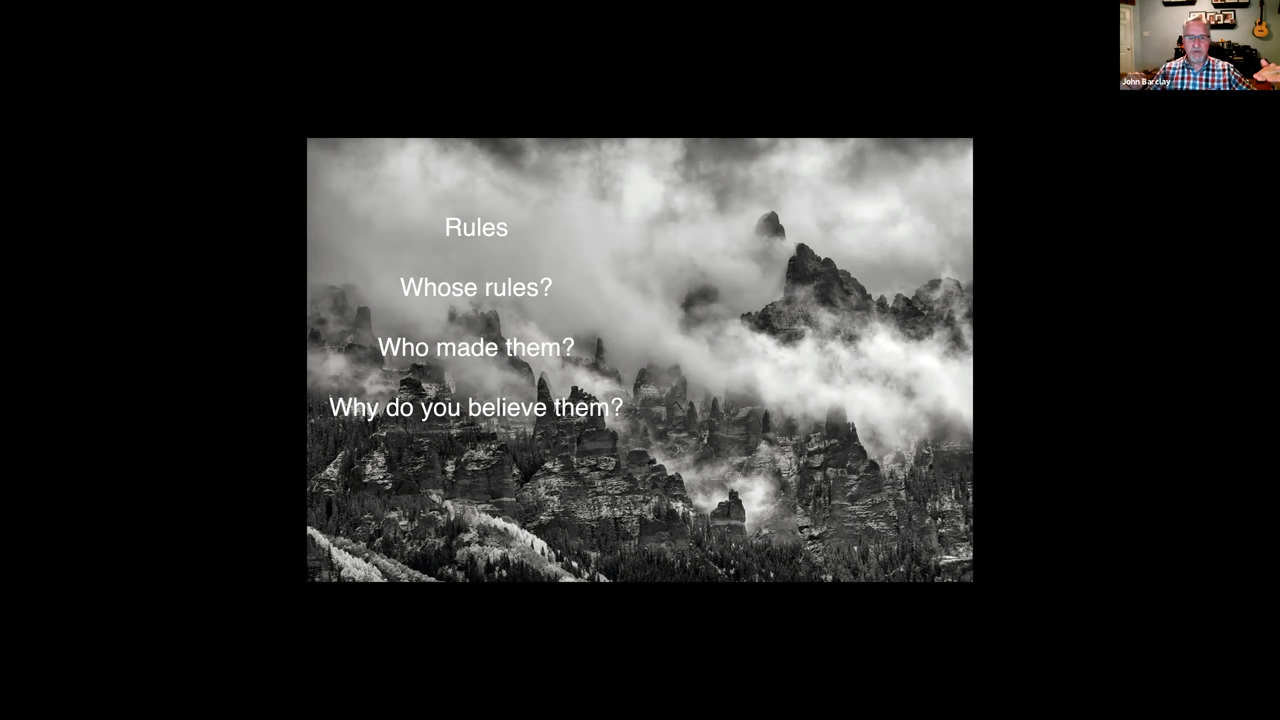 Rules
Whose rules?
Who made them?
Why do you believe them?
John Barclay